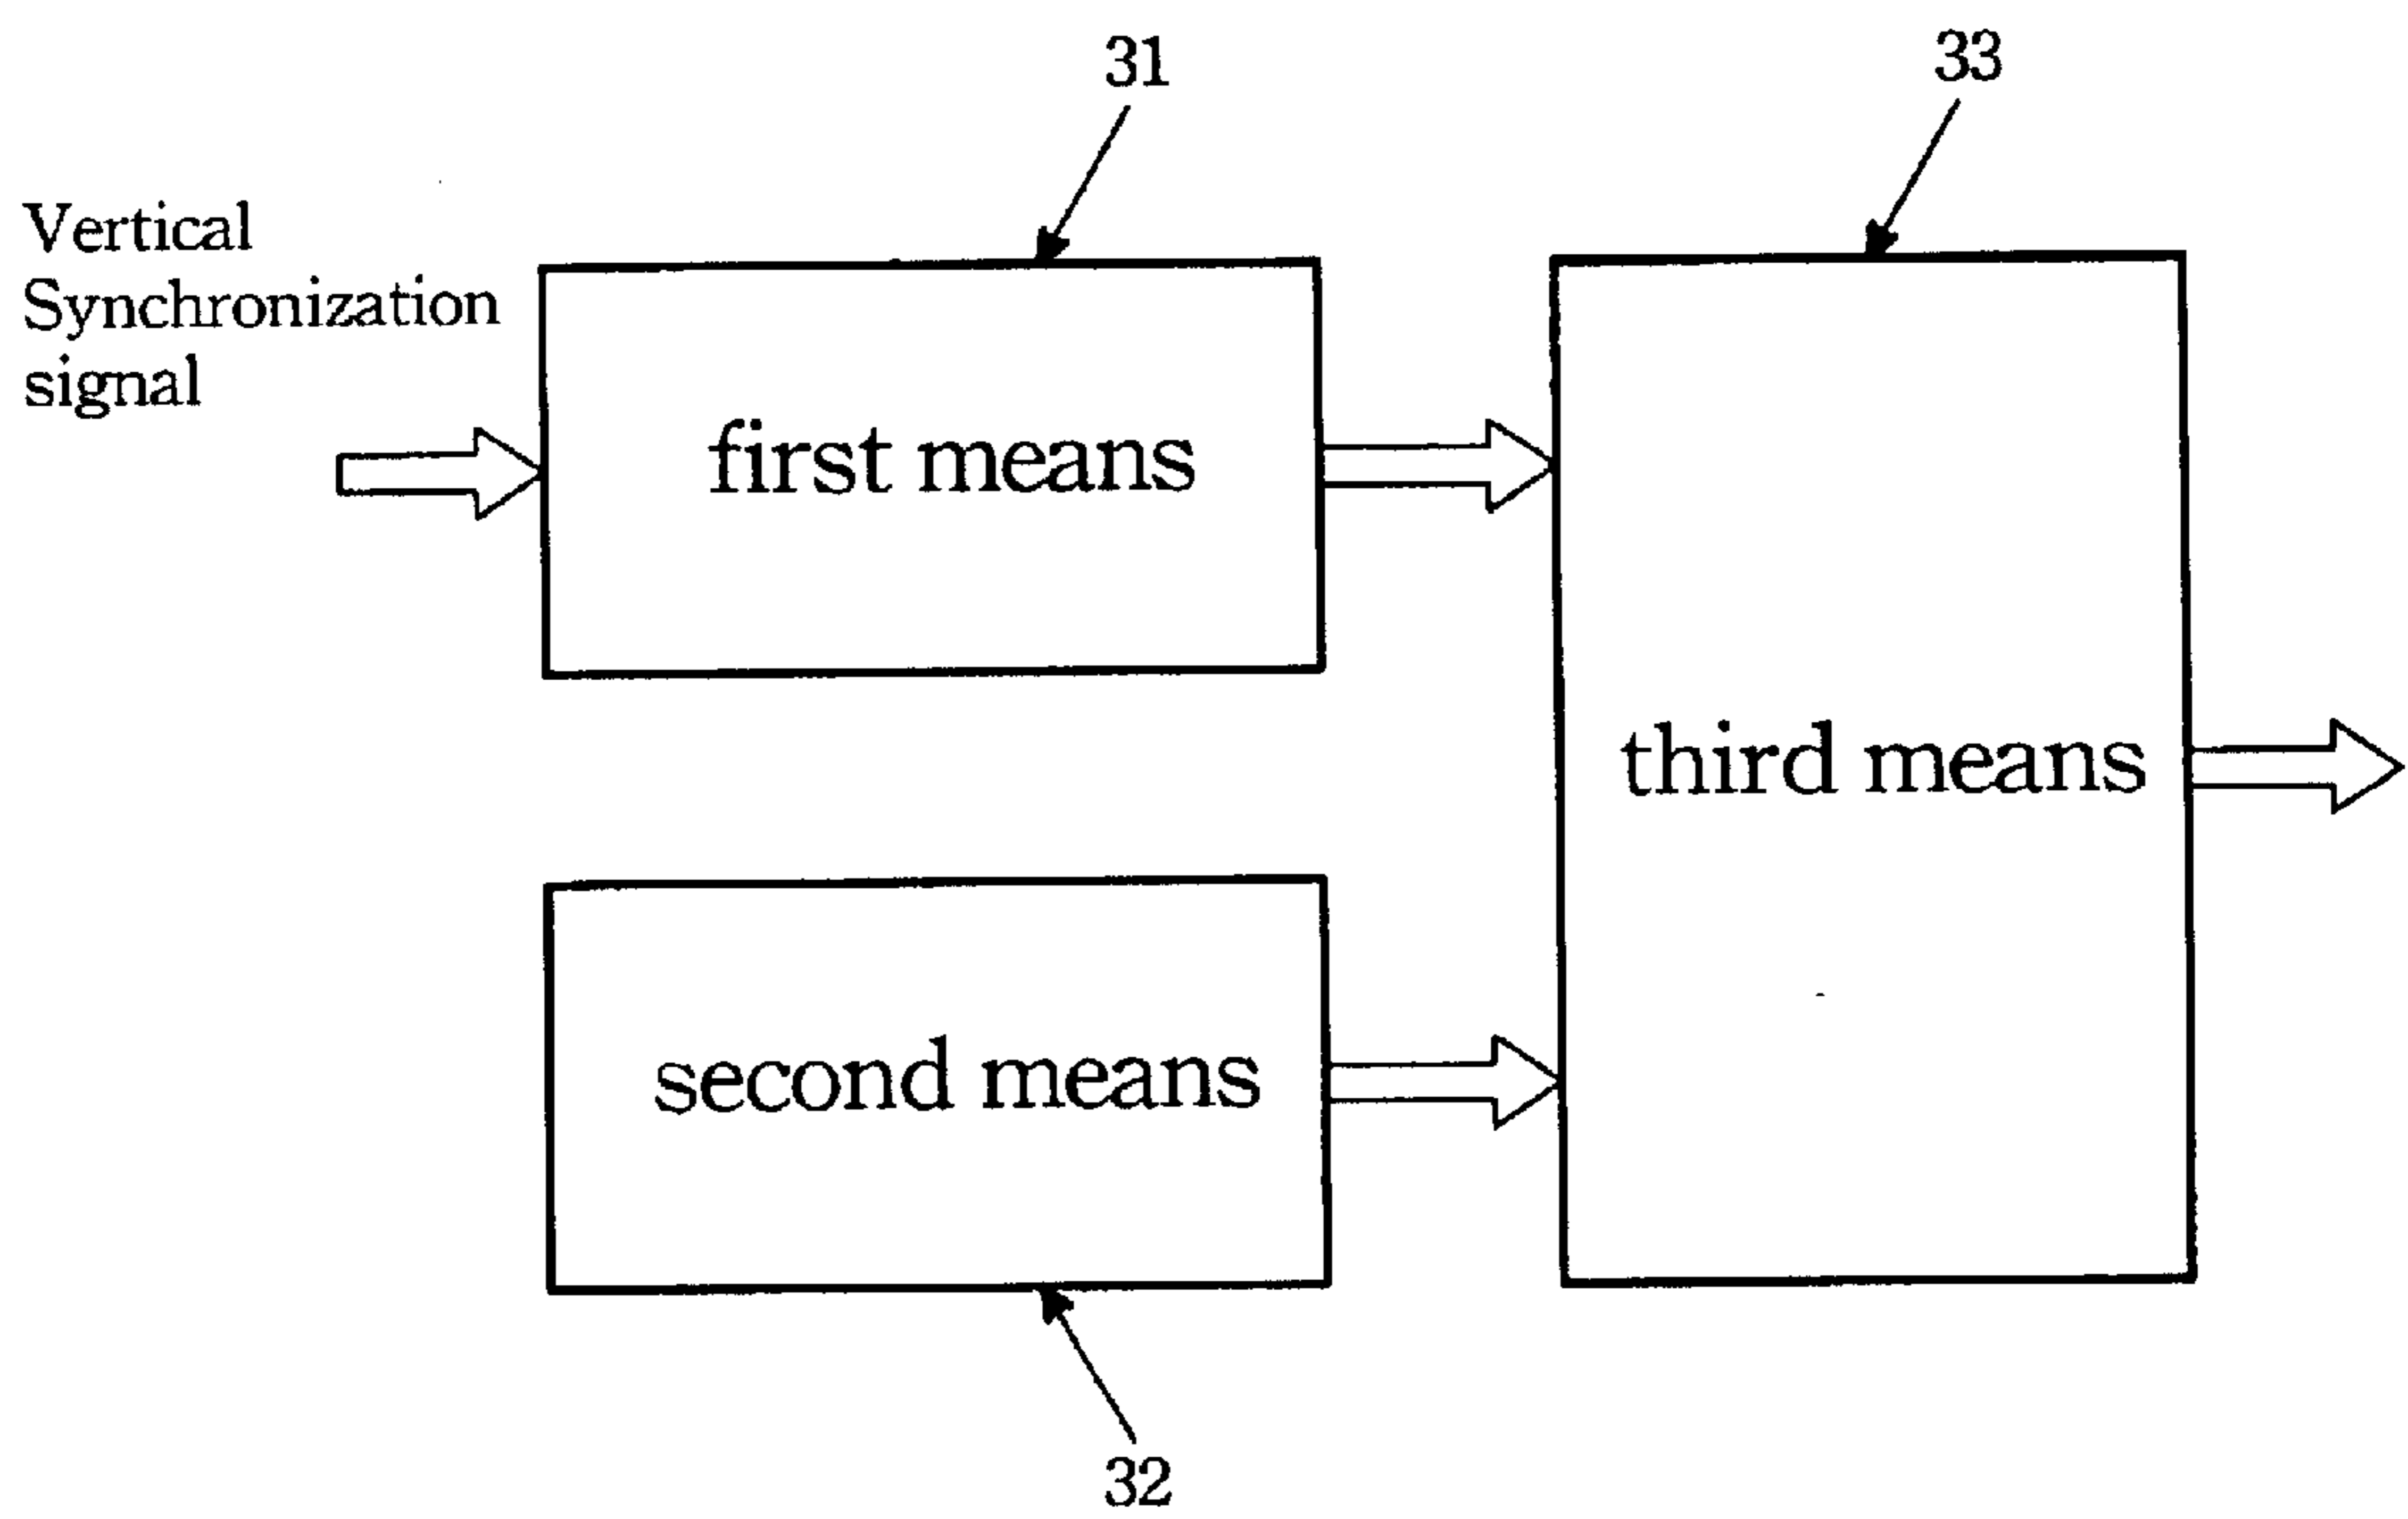 31
33
Vertical
Synchronization
signal
first means
third means
second means
32